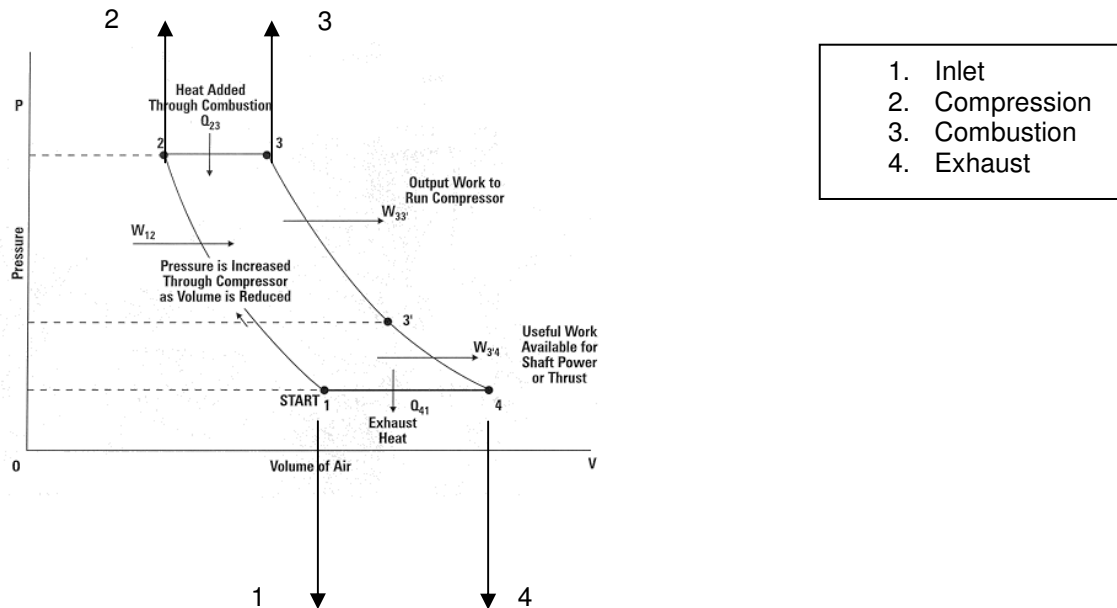 2
3
1. Inlet
2. Compression
3. Combustion
4. Exhaust
P
Heat Added
Through Combustion
Q23
2
3
Output Work to
Run Compressor
W33'
W12
Pressure
Pressure is Increased
Through Compressor
as Volume is Reduced
3'
W3'4
Useful Work
Available for
Shaft Power
or Thrust
START 1
Q41
4
Exhaust
Heat
O
Volume of Air
V
1
4